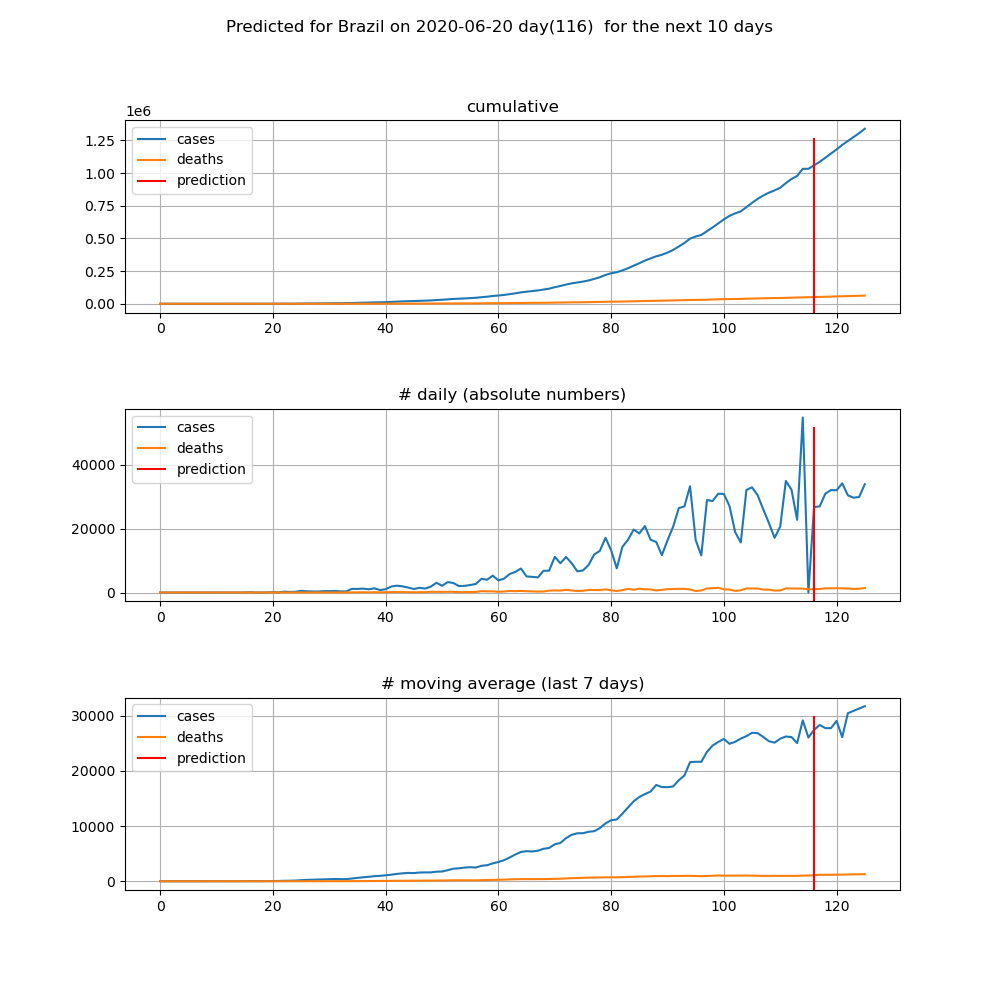 Predicted for Brazil on 2020-06-20 day(116)  for the next 10 days
cumulative
1e6
cases
deaths
prediction
1.25
1.00
0.75
0.50
0.25
0.00
0 20 40 60 80 100 120
# daily (absolute numbers)
cases
deaths
prediction
40000
20000
0
0 20 40 60 80 100 120
# moving average (last 7 days)
cases
deaths
prediction
30000
20000
10000
0
0 20 40 60 80 100 120